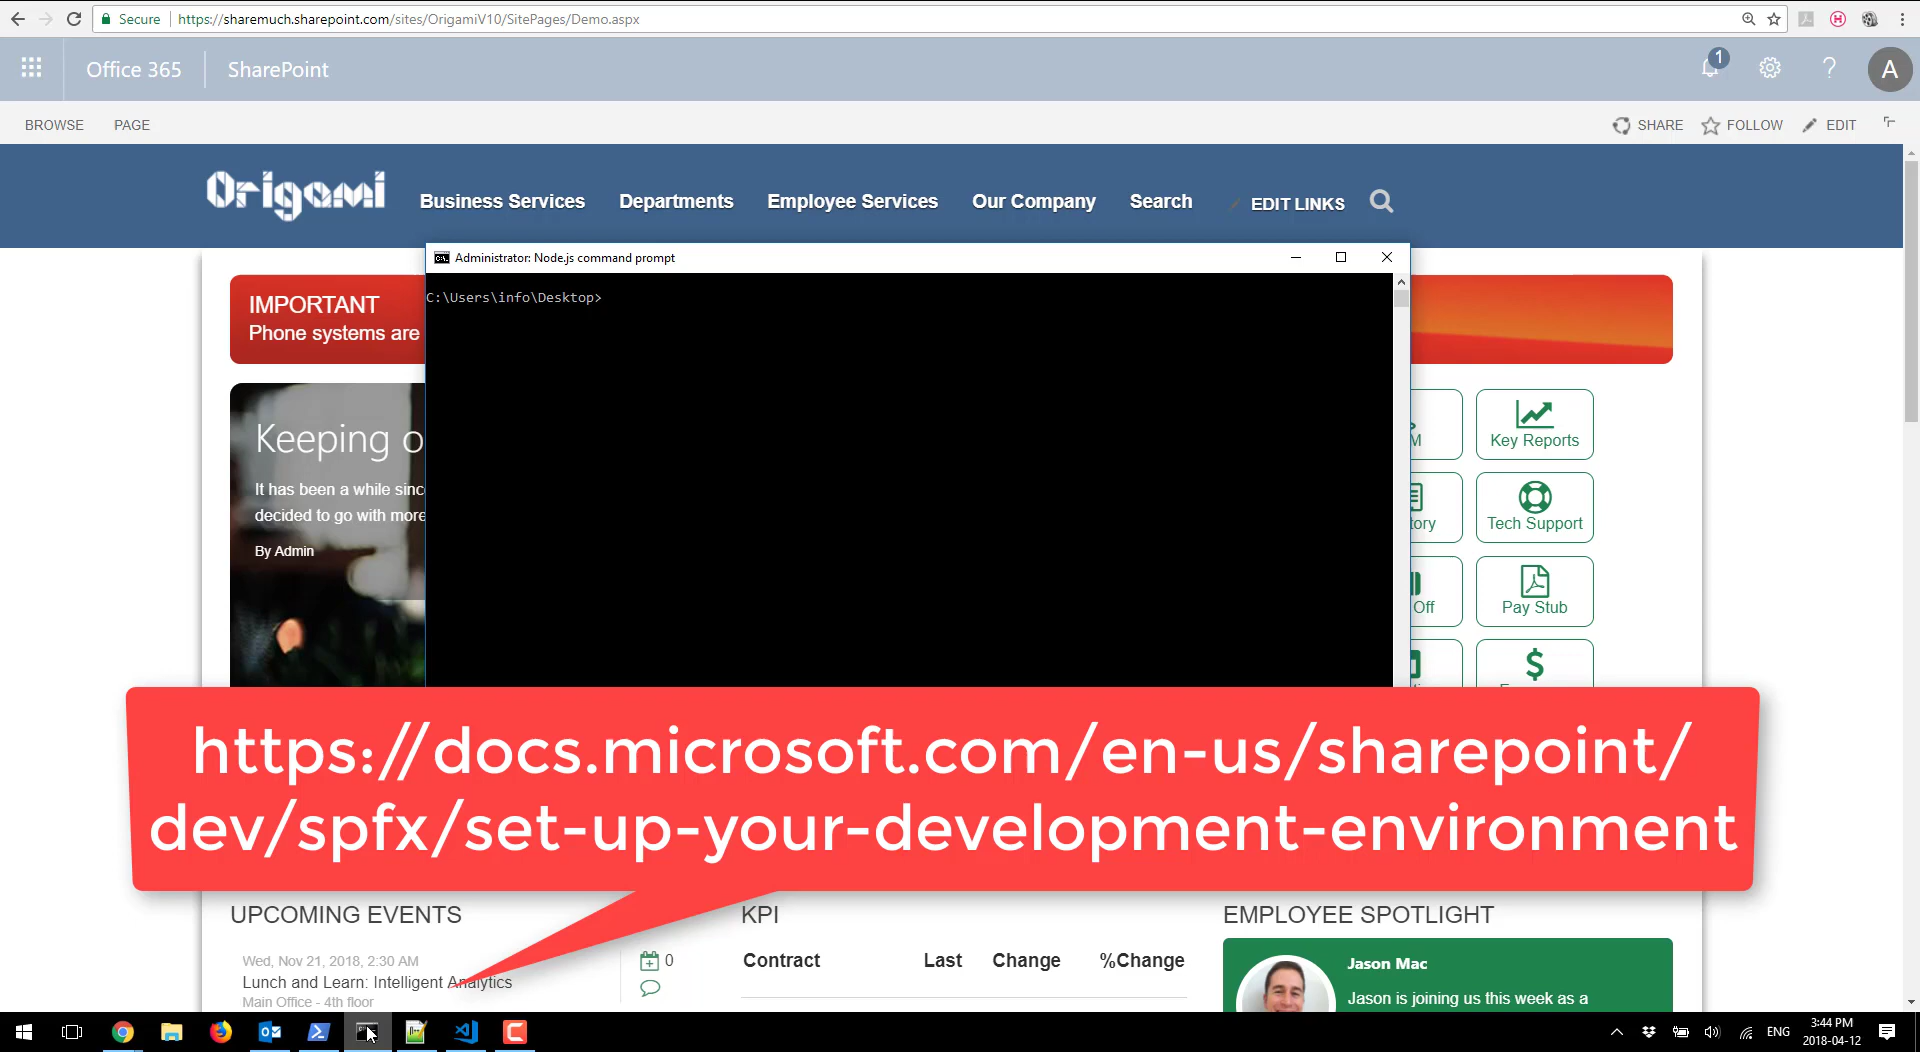 Secure https://sharemuch.sharepoint.com/sites/OrigamiV10/SitePages/Demo.aspx
Office 365 SharePoint 1 ? A
BROWSE PAGE SHARE FOLLOW EDIT
Origami Business Services Departments Employee Services Our Company Search EDIT LINKS
Administrator: Node.js command prompt
C:\Users\info\Desktop>
IMPORTANT
Phone systems are
Keeping o
It has been a while sinc
decided to go with more
By Admin
M Key Reports
tory Tech Support
Off Pay Stub
https://docs.microsoft.com/en-us/sharepoint/
dev/spfx/set-up-your-development-environment
UPCOMING EVENTS
Wed, Nov 21, 2018, 2:30 AM
0
Lunch and Learn: Intelligent Analytics
Main Office - 4th floor
KPI
Contract Last Change %Change
EMPLOYEE SPOTLIGHT
Jason Mac
Jason is joining us this week as a
ENG
3:44 PM
2018-04-12